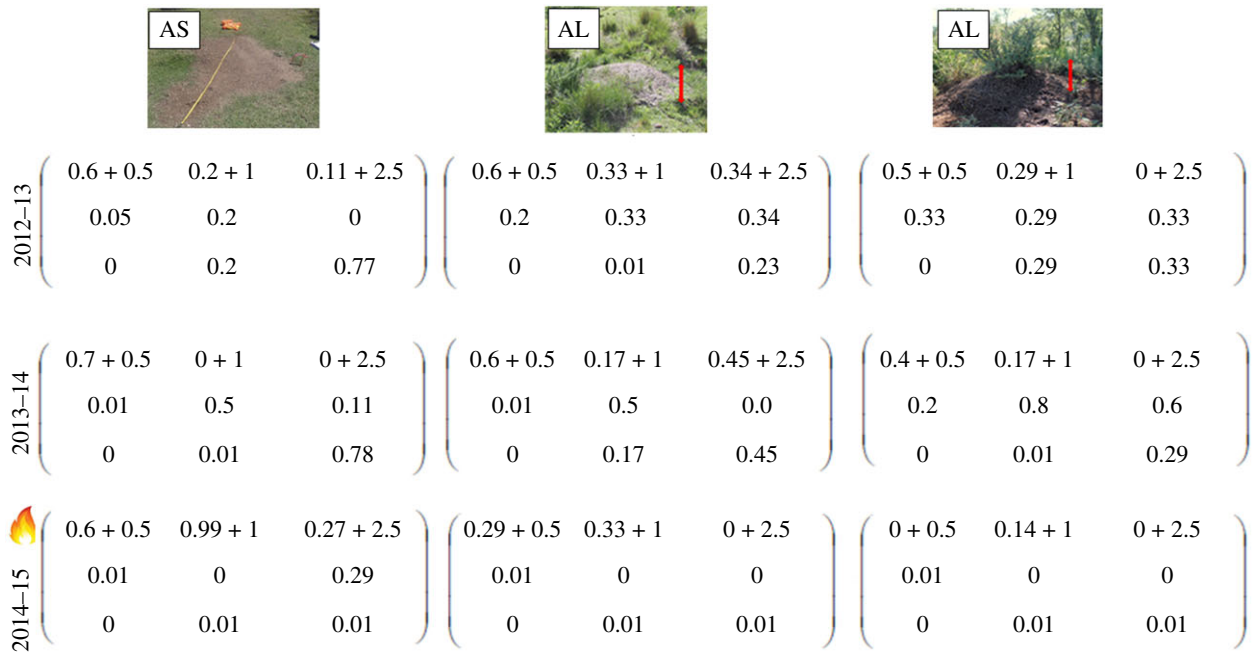 AS AL AL
2012–13
0.6 + 0.5 0.2 + 1 0.11 + 2.5 0.6 + 0.5 0.33 + 1 0.34 + 2.5 0.5 + 0.5 0.29 + 1 0 + 2.5
0.05 0.2 0 0.2 0.33 0.34 0.33 0.29 0.33
0 0.2 0.77 0 0.01 0.23 0 0.29 0.33
2013–14
0.7 + 0.5 0 + 1 0 + 2.5 0.6 + 0.5 0.17 + 1 0.45 + 2.5 0.4 + 0.5 0.17 + 1 0 + 2.5
0.01 0.5 0.11 0.01 0.5 0.0 0.2 0.8 0.6
0 0.01 0.78 0 0.17 0.45 0 0.01 0.29
2014–15
0.6 + 0.5 0.99 + 1 0.27 + 2.5 0.29 + 0.5 0.33 + 1 0 + 2.5 0 + 0.5 0.14 + 1 0 + 2.5
0.01 0 0.29 0.01 0 0 0.01 0 0
0 0.01 0.01 0 0.01 0.01 0 0.01 0.01